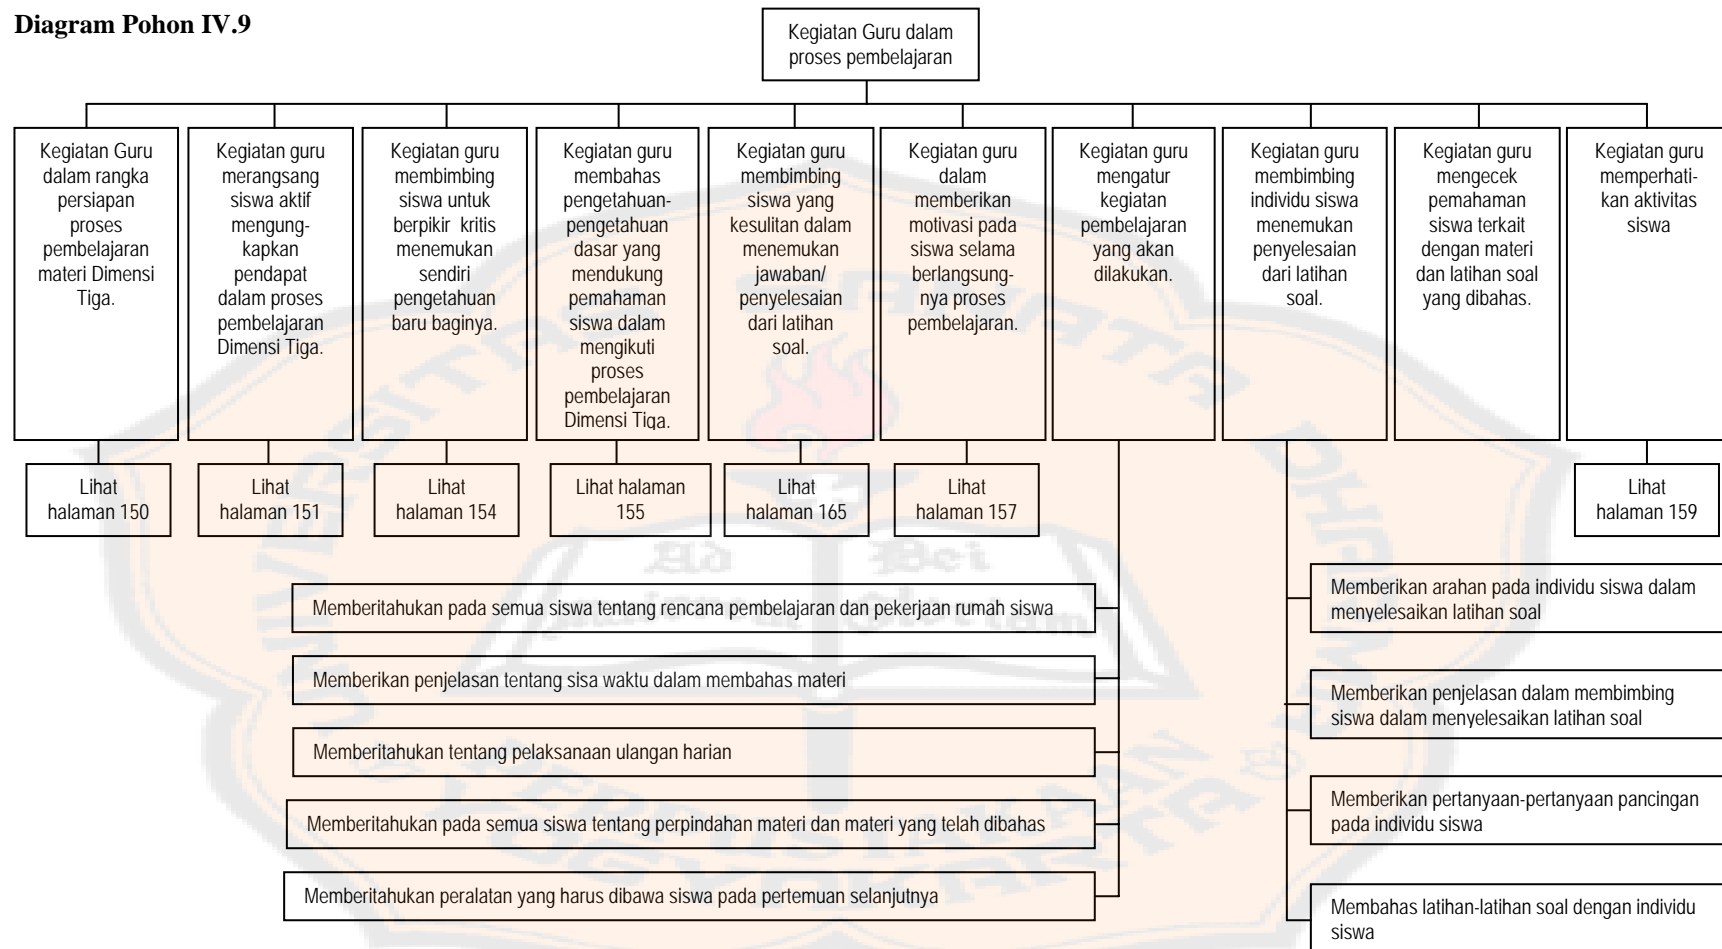 Diagram Pohon IV.9
Kegiatan Guru dalam
proses pembelajaran
Kegiatan Guru
dalam rangka
persiapan
proses
pembelajaran
materi Dimensi
Tiga.
Kegiatan guru
merangsang
siswa aktif
mengung-
kapkan
pendapat
dalam proses
pembelajaran
Dimensi Tiga.
Kegiatan guru
membimbing
siswa untuk
berpikir kritis
menemukan
sendiri
pengetahuan
baru baginya.
Kegiatan guru
membahas
pengetahuan-
pengetahuan
dasar yang
mendukung
pemahaman
siswa dalam
mengikuti
proses
pembelajaran
Dimensi Tiga.
Kegiatan guru
membimbing
siswa yang
kesulitan dalam
menemukan
jawaban/
penyelesaian
dari latihan
soal.
Kegiatan guru
dalam
memberikan
motivasi pada
siswa selama
berlangsung-
nya proses
pembelajaran.
Kegiatan guru
mengatur
kegiatan
pembelajaran
yang akan
dilakukan.
Kegiatan guru
membimbing
individu siswa
menemukan
penyelesaian
dari latihan
soal.
Kegiatan guru
mengecek
pemahaman
siswa terkait
dengan materi
dan latihan soal
yang dibahas.
Kegiatan guru
memperhati-
kan aktivitas
siswa
Lihat
halaman 150
Lihat
halaman 151
Lihat
halaman 154
Lihat halaman
155
Lihat
halaman 165
Lihat
halaman 157
Lihat
halaman 159
Memberitahukan pada semua siswa tentang rencana pembelajaran dan pekerjaan rumah siswa
Memberikan penjelasan tentang sisa waktu dalam membahas materi
Memberitahukan tentang pelaksanaan ulangan harian
Memberitahukan pada semua siswa tentang perpindahan materi dan materi yang telah dibahas
Memberitahukan peralatan yang harus dibawa siswa pada pertemuan selanjutnya
Memberikan arahan pada individu siswa dalam
menyelesaikan latihan soal
Memberikan penjelasan dalam membimbing
siswa dalam menyelesaikan latihan soal
Memberikan pertanyaan-pertanyaan pancingan
pada individu siswa
Membahas latihan-latihan soal dengan individu
siswa
UNIVERSITAS SANATA DHARMA
Ad Dei
Gloriam
PERPUSTAKAAN
YOGYAKARTA